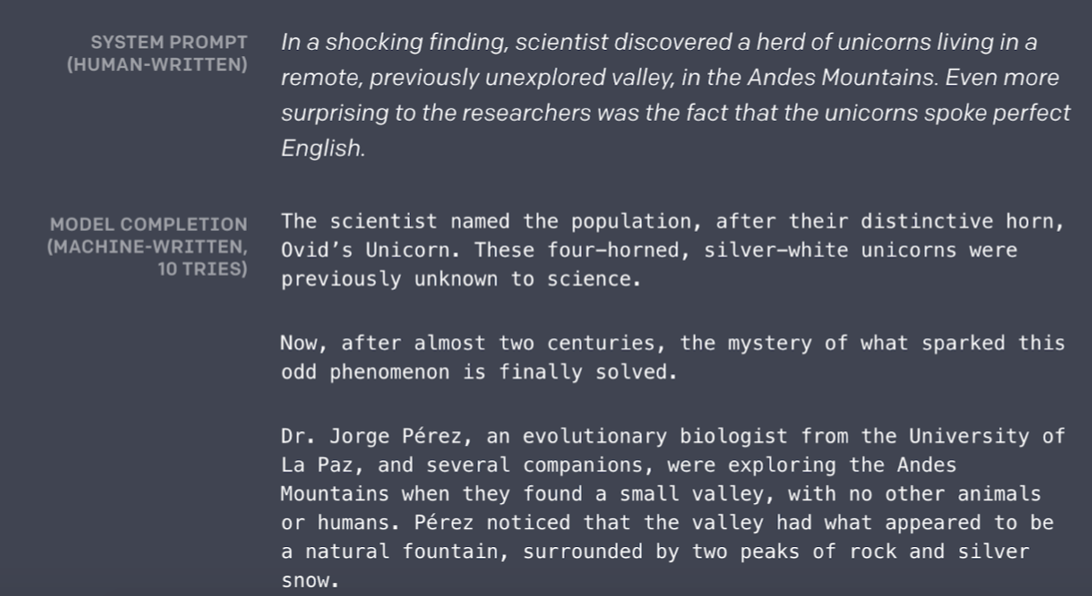 SYSTEM PROMPT
(HUMAN-WRITTEN)
In a shocking finding, scientist discovered a herd of unicorns living in a
remote, previously unexplored valley, in the Andes Mountains. Even more
surprising to the researchers was the fact that the unicorns spoke perfect
English.
MODEL COMPLETION
(MACHINE-WRITTEN,
10 TRIES)
The scientist named the population, after their distinctive horn,
Ovid’s Unicorn. These four-horned, silver-white unicorns were
previously unknown to science.
Now, after almost two centuries, the mystery of what sparked this
odd phenomenon is finally solved.
Dr. Jorge Pérez, an evolutionary biologist from the University of
La Paz, and several companions, were exploring the Andes
Mountains when they found a small valley, with no other animals
or humans. Pérez noticed that the valley had what appeared to be
a natural fountain, surrounded by two peaks of rock and silver
snow.